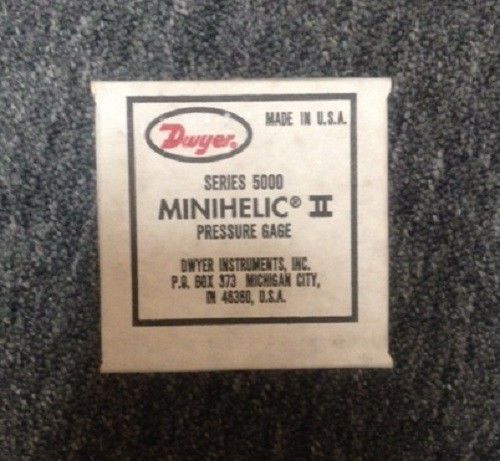 Dwyer®
MADE IN U.S.A.
SERIES 5000
MINIHELIC® II
PRESSURE GAGE
DWYER INSTRUMENTS, INC.
P.O. BOX 373 MICHIGAN CITY,
IN 46360, U.S.A.